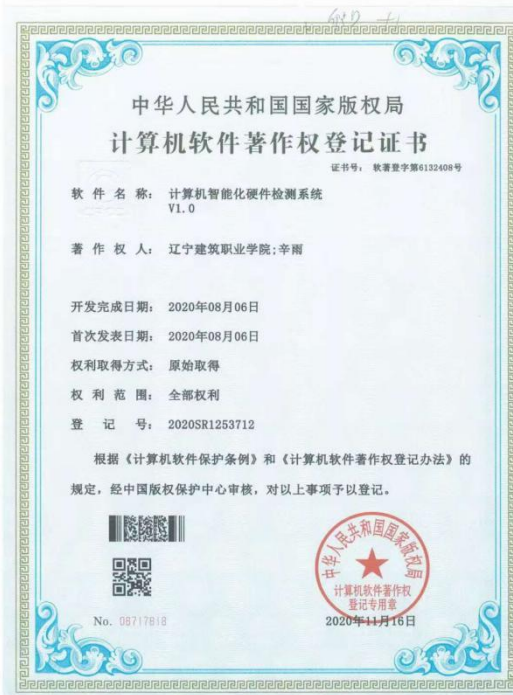 中华人民共和国国家版权局
计算机软件著作权登记证书
证书号： 软著登字第6132408号
软件名称： 计算机智能化硬件检测系统
V1.0
著作权人： 辽宁建筑职业学院;辛雨
开发完成日期： 2020年08月06日
首次发表日期： 2020年08月06日
权利取得方式： 原始取得
权利范围： 全部权利
登记号： 2020SR1253712
根据《计算机软件保护条例》和《计算机软件著作权登记办法》的
规定，经中国版权保护中心审核，对以上事项予以登记。
中华人民共和国国家版权局
计算机软件著作权
登记专用章
No. 08717818
2020年11月16日